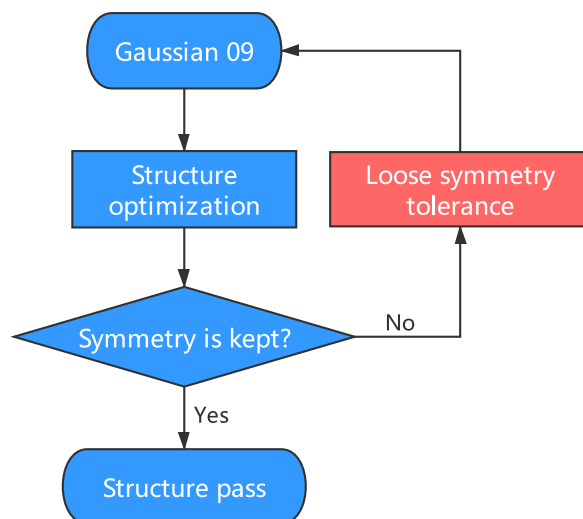 Gaussian 09
Structure
optimization
Loose symmetry
tolerance
Symmetry is kept?
No
Yes
Structure pass